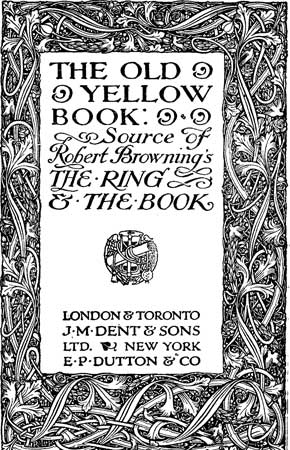 THE OLD
YELLOW
BOOK:
Source of
Robert Browning's
THE·RING
&·THE·BOOK
LONDON & TORONTO
J·M·DENT & SONS
LTD. NEW YORK
E·P·DUTTON & CO